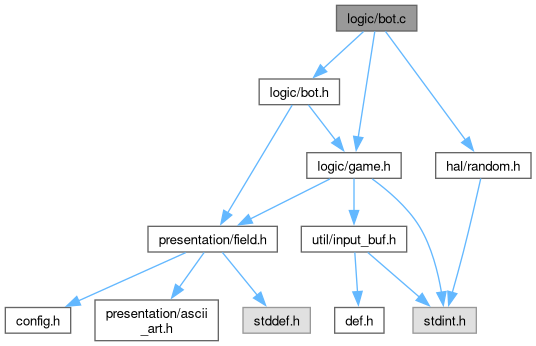 logic/bot.c
logic/bot.h
logic/game.h
hal/random.h
presentation/field.h
util/input_buf.h
config.h
presentation/ascii
_art.h
stddef.h
def.h
stdint.h